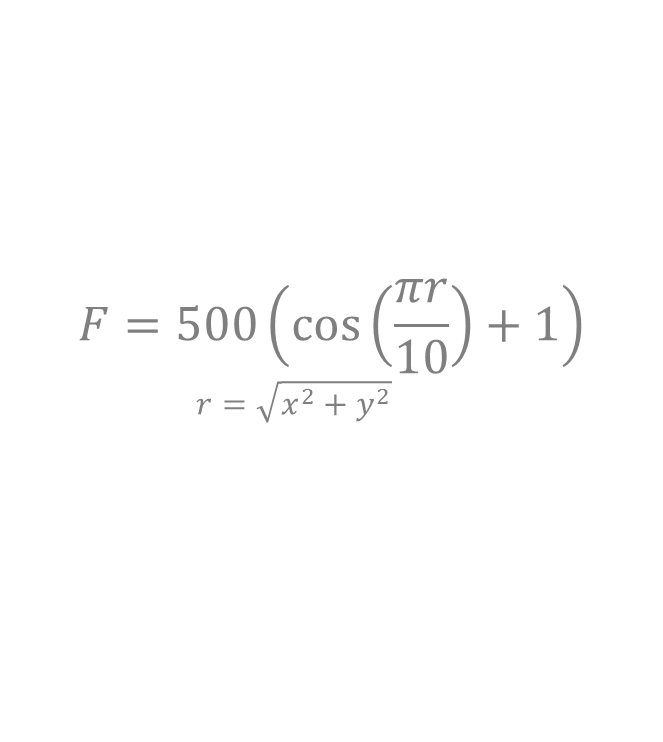 F = 500 (cos (πr/10) + 1)
r = √(x² + y²)